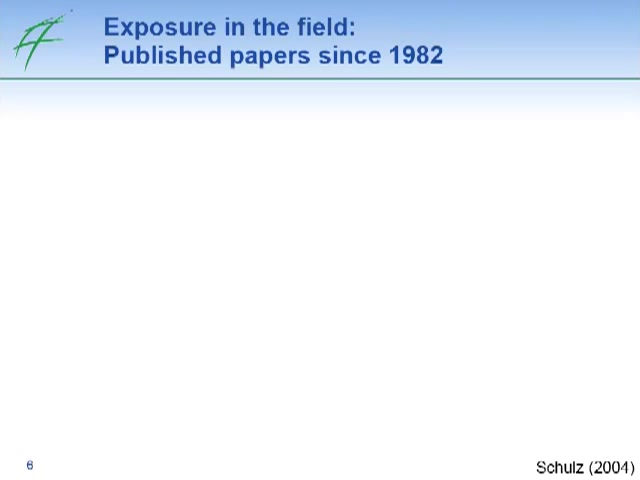 Exposure in the field:
Published papers since 1982
6
Schulz (2004)